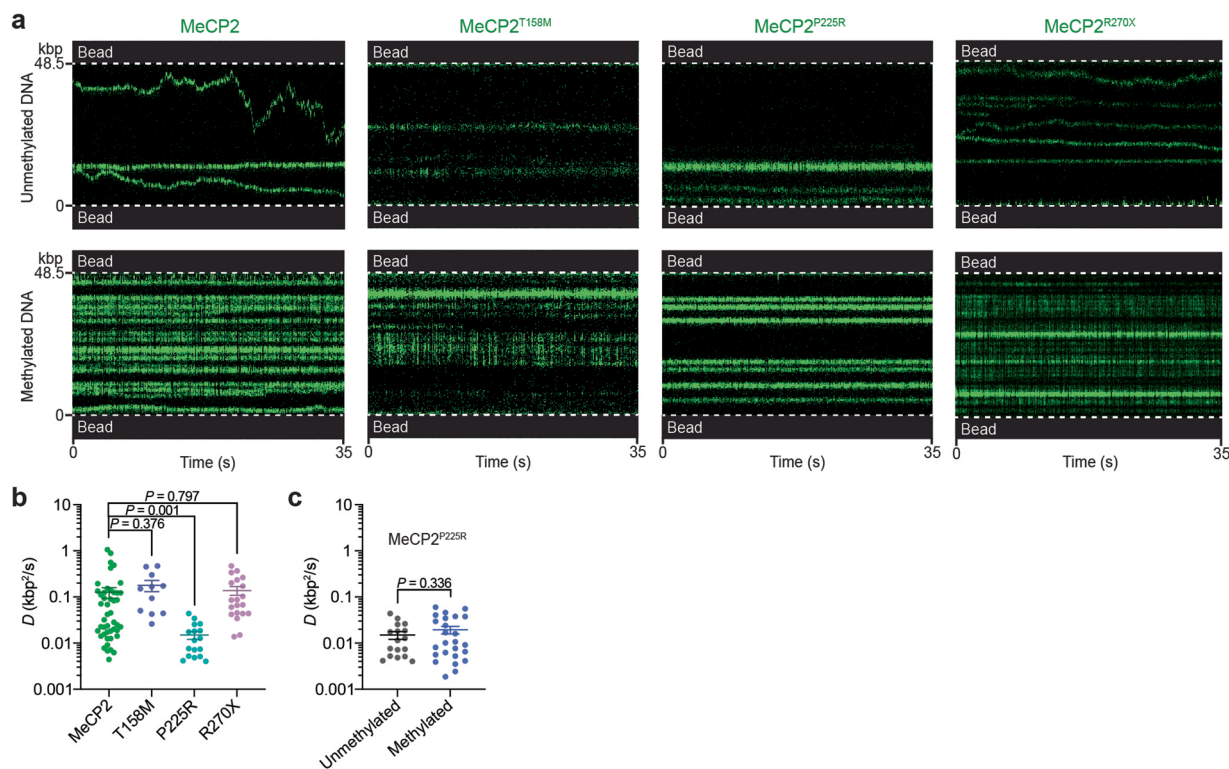 a
MeCP2
MeCP2T158M
MeCP2P225R
MeCP2R270X
kbp
48.5
0
Unmethylated DNA
Bead
Bead
Bead
Bead
Bead
Bead
Bead
Bead
kbp
48.5
0
Methylated DNA
Bead
Bead
Bead
Bead
Bead
Bead
Bead
Bead
0
35
0
35
0
35
0
35
Time (s)
Time (s)
Time (s)
Time (s)
b
P = 0.797
P = 0.001
P = 0.376
10
1
0.1
0.01
0.001
D (kbp²/s)
MeCP2
T158M
P225R
R270X
c
MeCP2P225R
P = 0.336
10
1
0.1
0.01
0.001
D (kbp²/s)
Unmethylated
Methylated